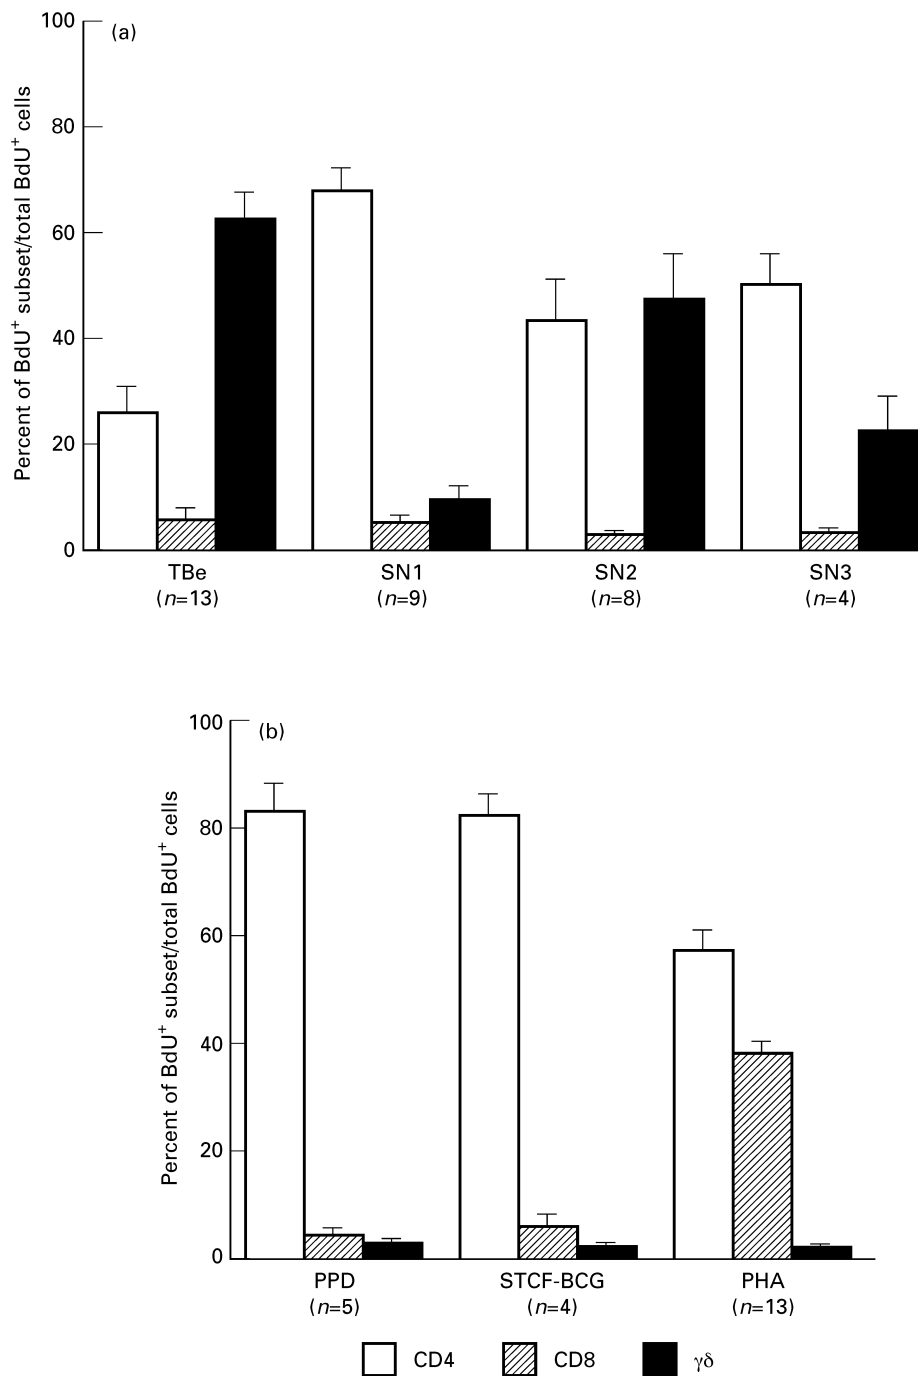 (a)
Percent of BdU⁺ subset/total BdU⁺ cells
100
80
60
40
20
0
TBe SN1 SN2 SN3
(n=13) (n=9) (n=8) (n=4)
(b)
Percent of BdU⁺ subset/total BdU⁺ cells
100
80
60
40
20
0
PPD STCF-BCG PHA
(n=5) (n=4) (n=13)
CD4 CD8 γδ